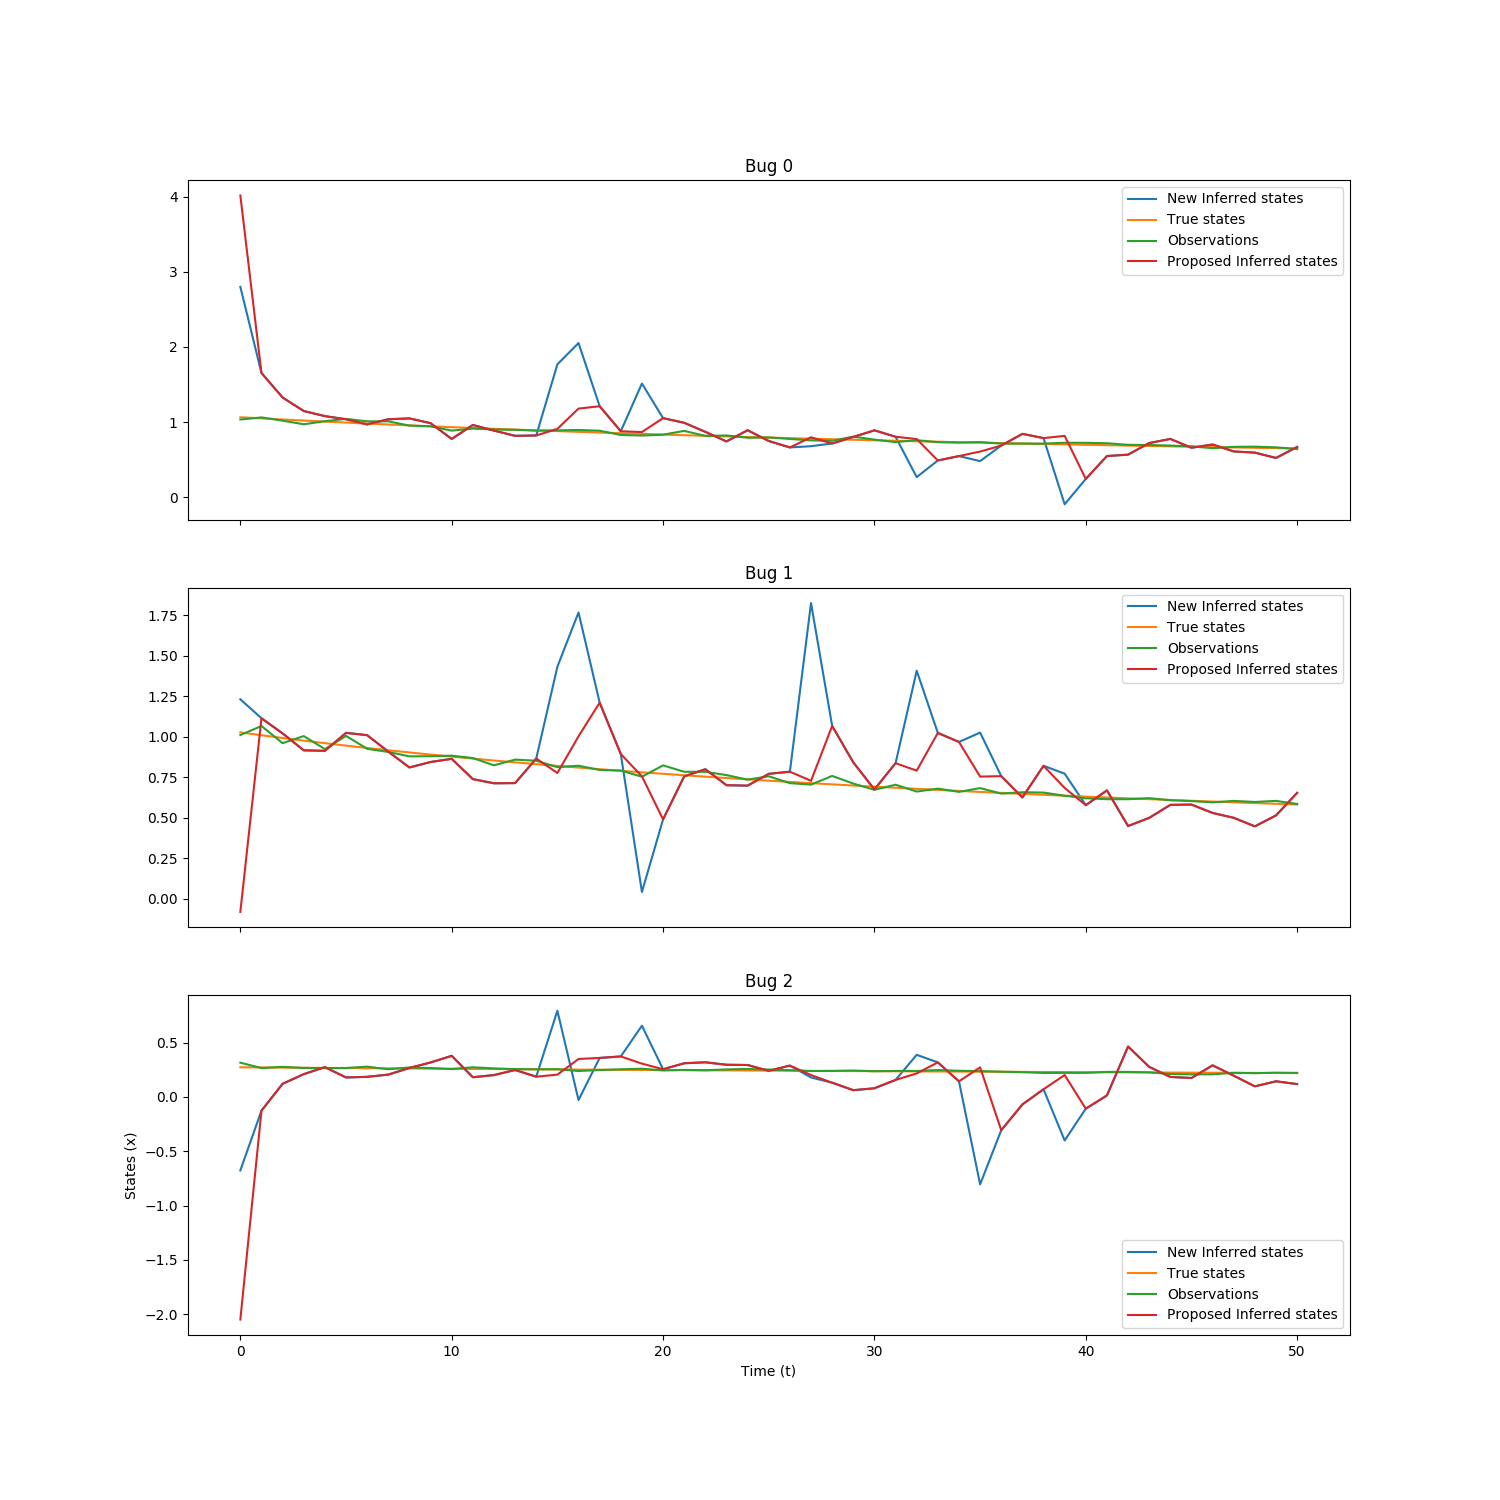 Bug 0
4
3
2
1
0
New Inferred states
True states
Observations
Proposed Inferred states
Bug 1
1.75
1.50
1.25
1.00
0.75
0.50
0.25
0.00
New Inferred states
True states
Observations
Proposed Inferred states
Bug 2
States (x)
0.5
0.0
−0.5
−1.0
−1.5
−2.0
New Inferred states
True states
Observations
Proposed Inferred states
0 10 20 30 40 50
Time (t)